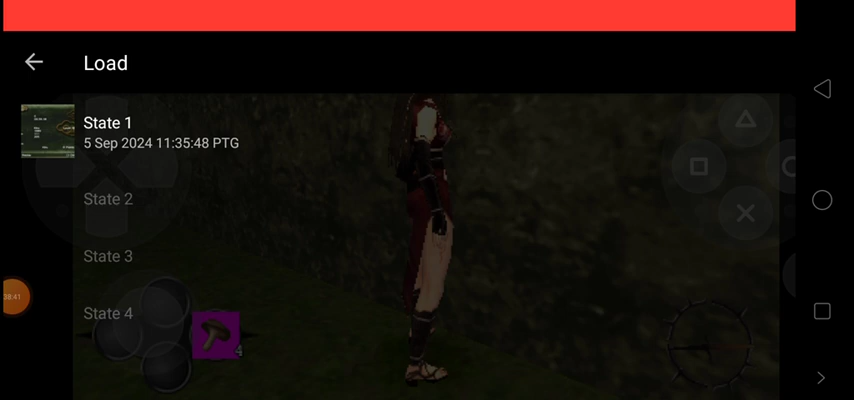 Load
State 1
5 Sep 2024 11:35:48 PTG
State 2
State 3
38:41
State 4
4